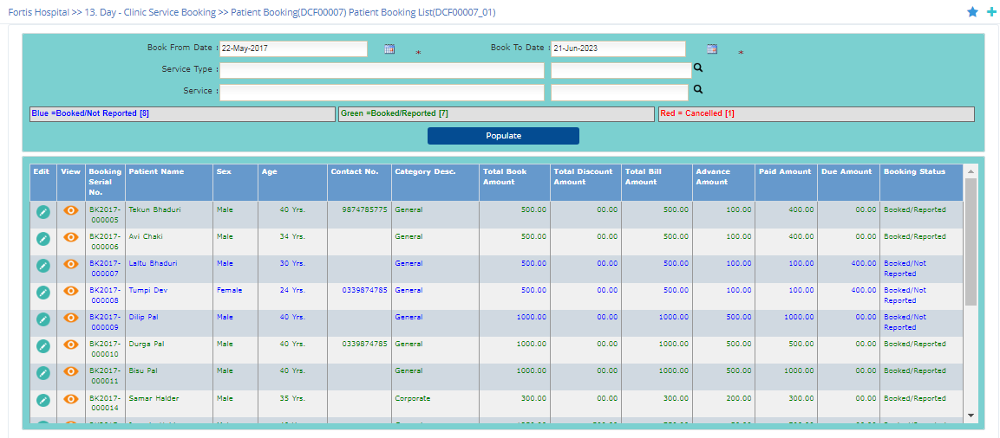 Fortis Hospital >> 13. Day - Clinic Service Booking >> Patient Booking(DCF00007) Patient Booking List(DCF00007_01)
Book From Date : 22-May-2017 * Book To Date : 21-Jun-2023 *
Service Type :
Service :
Blue =Booked/Not Reported [8] Green =Booked/Reported [7] Red = Cancelled [1]
Populate
Edit View Booking Serial No. Patient Name Sex Age Contact No. Category Desc. Total Book Amount Total Discount Amount Total Bill Amount Advance Amount Paid Amount Due Amount Booking Status
BK2017-000005 Tekun Bhaduri Male 40 Yrs. 9874785775 General 500.00 00.00 500.00 100.00 400.00 00.00 Booked/Reported
BK2017-000006 Avi Chaki Male 34 Yrs. General 500.00 00.00 500.00 100.00 400.00 00.00 Booked/Reported
BK2017-000007 Laltu Bhaduri Male 30 Yrs. General 500.00 00.00 500.00 100.00 100.00 400.00 Booked/Not Reported
BK2017-000008 Tumpi Dev Female 24 Yrs. 0339874785 General 500.00 00.00 500.00 100.00 100.00 400.00 Booked/Not Reported
BK2017-000009 Dilip Pal Male 40 Yrs. General 1000.00 00.00 1000.00 500.00 1000.00 00.00 Booked/Not Reported
BK2017-000010 Durga Pal Male 40 Yrs. 0339874785 General 1000.00 00.00 1000.00 500.00 500.00 00.00 Booked/Reported
BK2017-000011 Bisu Pal Male 40 Yrs. General 1000.00 00.00 1000.00 500.00 1000.00 00.00 Booked/Reported
BK2017-000014 Samar Halder Male 35 Yrs. Corporate 300.00 00.00 300.00 200.00 300.00 00.00 Booked/Reported